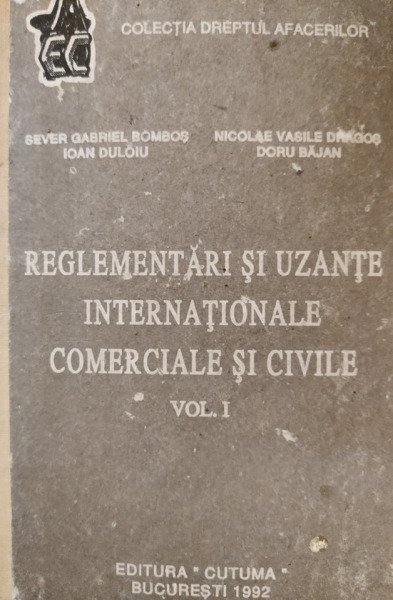 EC
COLECȚIA DREPTUL AFACERILOR
SEVER GABRIEL BOMBOȘ NICOLAE VASILE DRAGOȘ
IOAN DULOIU DORU BĂJAN
REGLEMENTĂRI ȘI UZANȚE
INTERNAȚIONALE
COMERCIALE ȘI CIVILE
VOL. I
EDITURA " CUTUMA "
BUCUREȘTI 1992